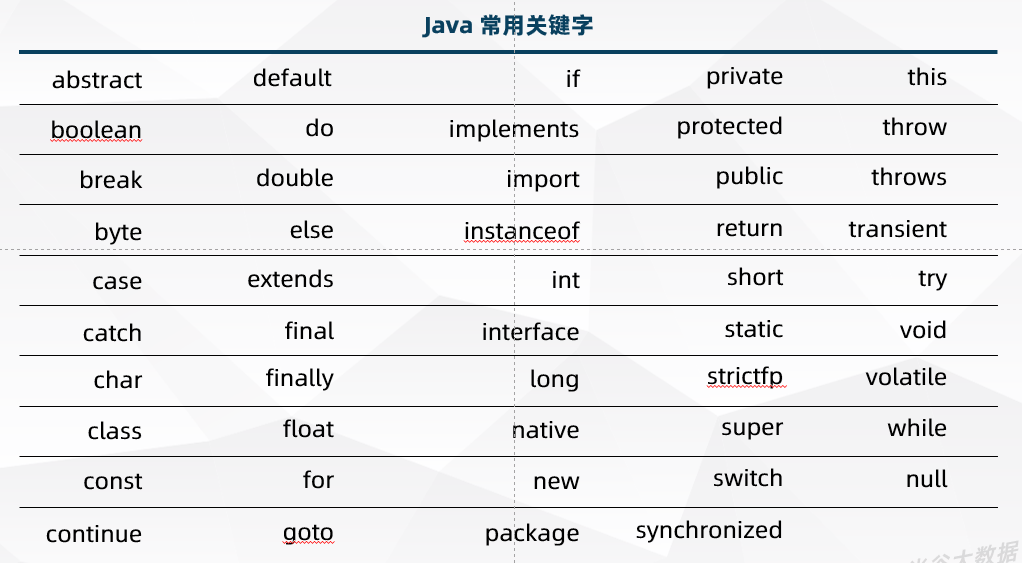 Java 常用关键字
abstract default if private this
boolean do implements protected throw
break double import public throws
byte else instanceof return transient
case extends int short try
catch final interface static void
char finally long strictfp volatile
class float native super while
const for new switch null
continue goto package synchronized
谷大数据